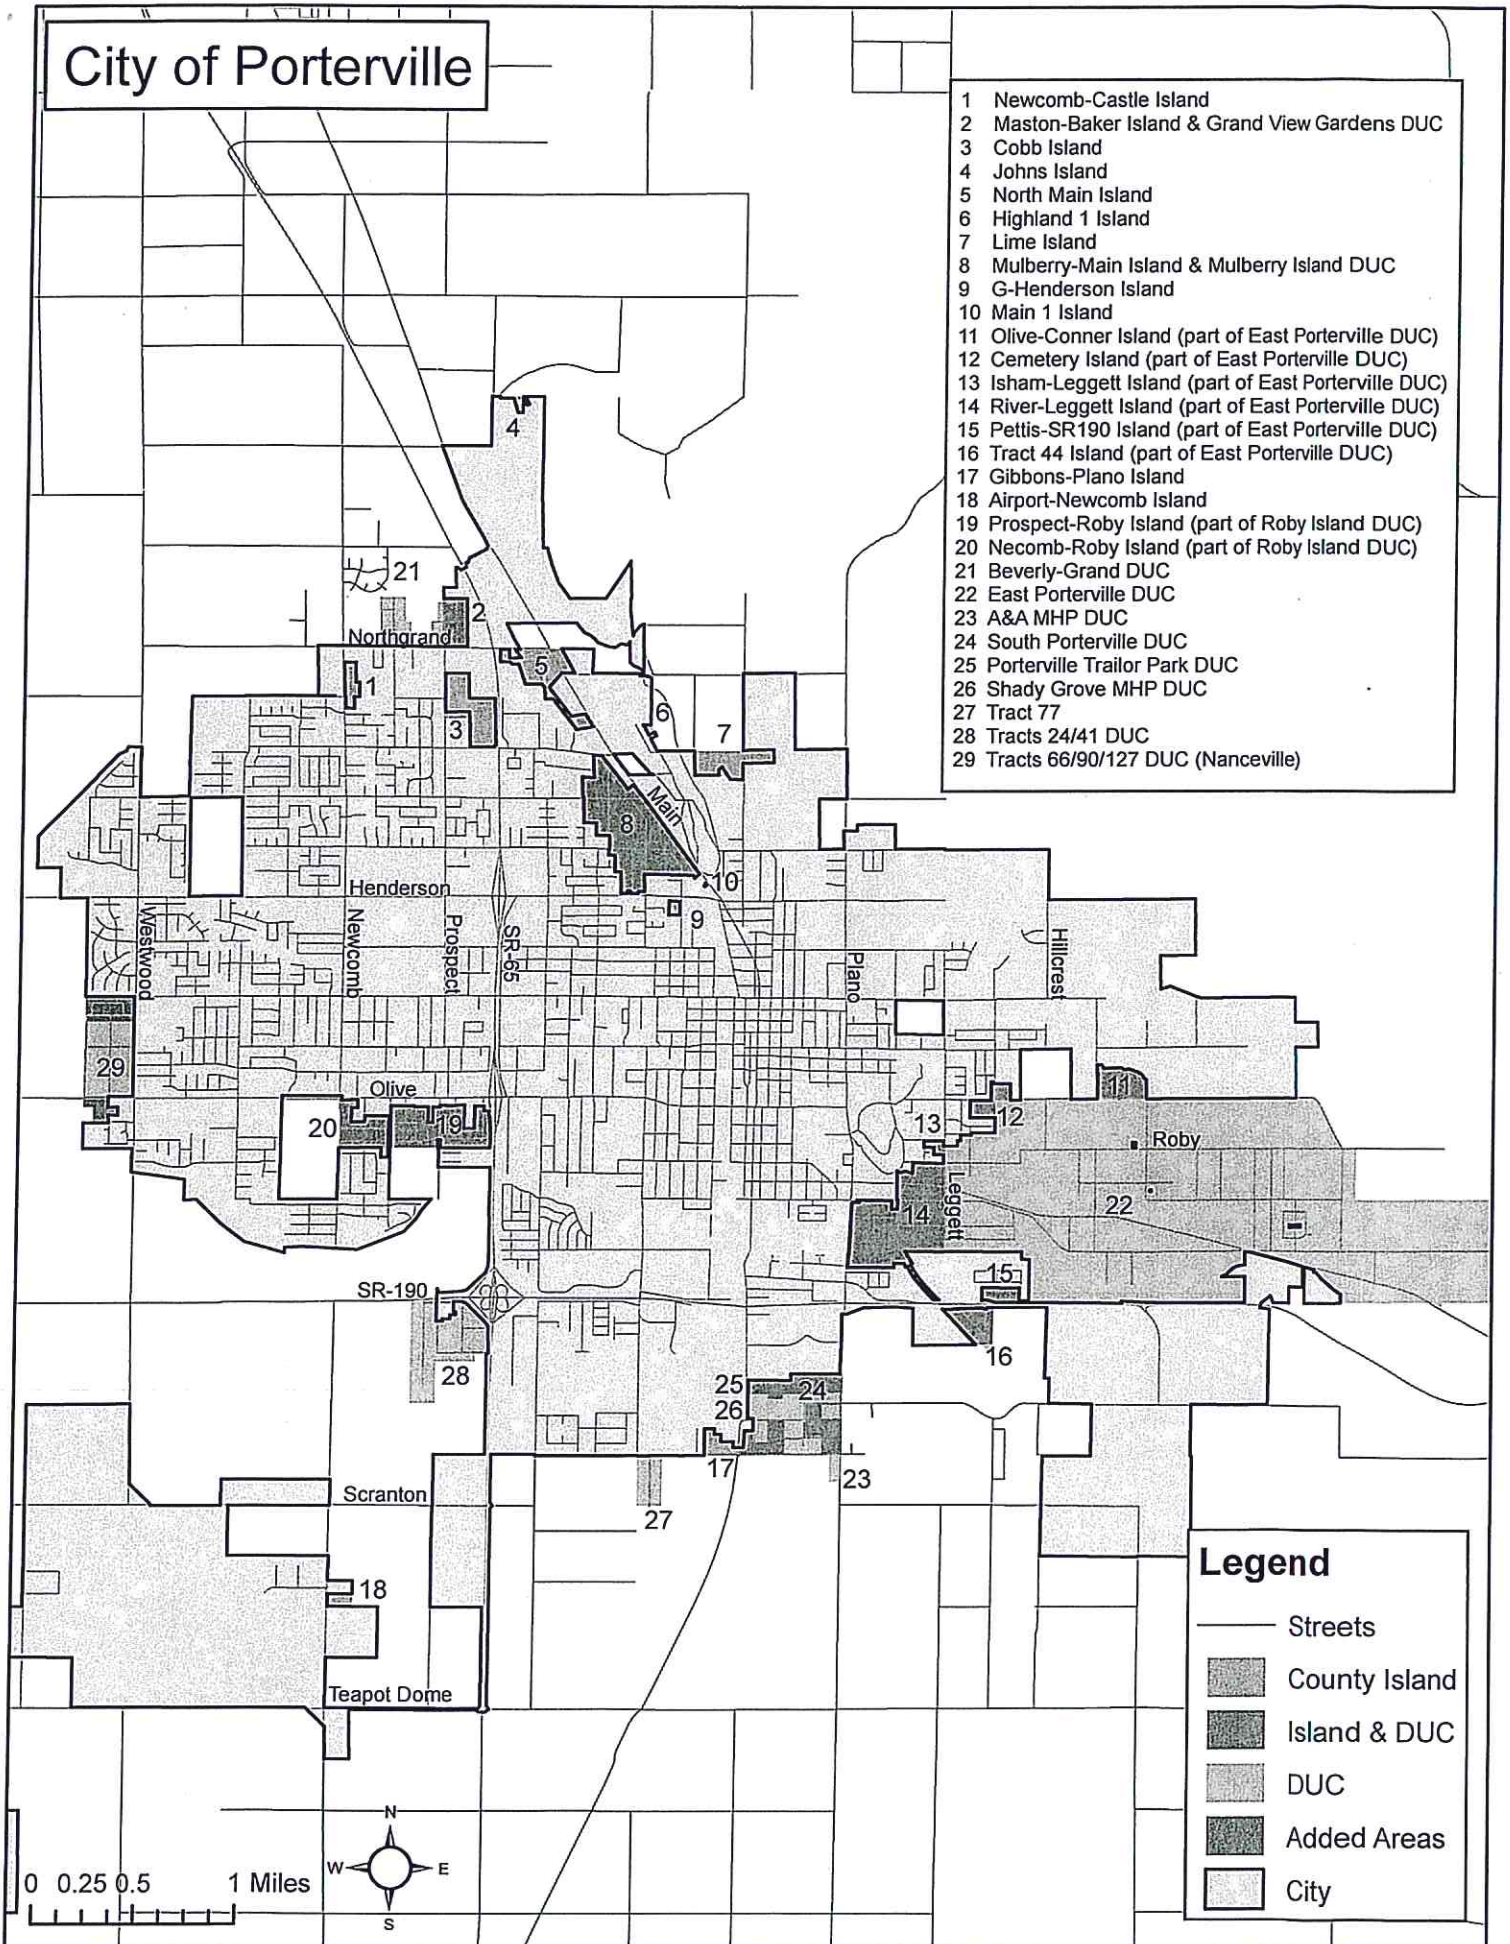 City of Porterville
1 Newcomb-Castle Island
2 Maston-Baker Island & Grand View Gardens DUC
3 Cobb Island
4 Johns Island
5 North Main Island
6 Highland 1 Island
7 Lime Island
8 Mulberry-Main Island & Mulberry Island DUC
9 G-Henderson Island
10 Main 1 Island
11 Olive-Conner Island (part of East Porterville DUC)
12 Cemetery Island (part of East Porterville DUC)
13 Isham-Leggett Island (part of East Porterville DUC)
14 River-Leggett Island (part of East Porterville DUC)
15 Pettis-SR190 Island (part of East Porterville DUC)
16 Tract 44 Island (part of East Porterville DUC)
17 Gibbons-Plano Island
18 Airport-Newcomb Island
19 Prospect-Roby Island (part of Roby Island DUC)
20 Necomb-Roby Island (part of Roby Island DUC)
21 Beverly-Grand DUC
22 East Porterville DUC
23 A&A MHP DUC
24 South Porterville DUC
25 Porterville Trailor Park DUC
26 Shady Grove MHP DUC
27 Tract 77
28 Tracts 24/41 DUC
29 Tracts 66/90/127 DUC (Nanceville)
4
21
2
Northgrand
5
1
6
3
7
Main
8
10
Henderson
9
Westwood
Newcomb
Prospect
SR-65
Plano
Hillcrest
29
Olive
11
20
19
13
12
Roby
Leggett
14
22
15
SR-190
16
28
25
24
26
17
23
Scranton
27
18
Teapot Dome
Legend
Streets
County Island
Island & DUC
DUC
Added Areas
City
N
W
E
S
0 0.25 0.5 1 Miles